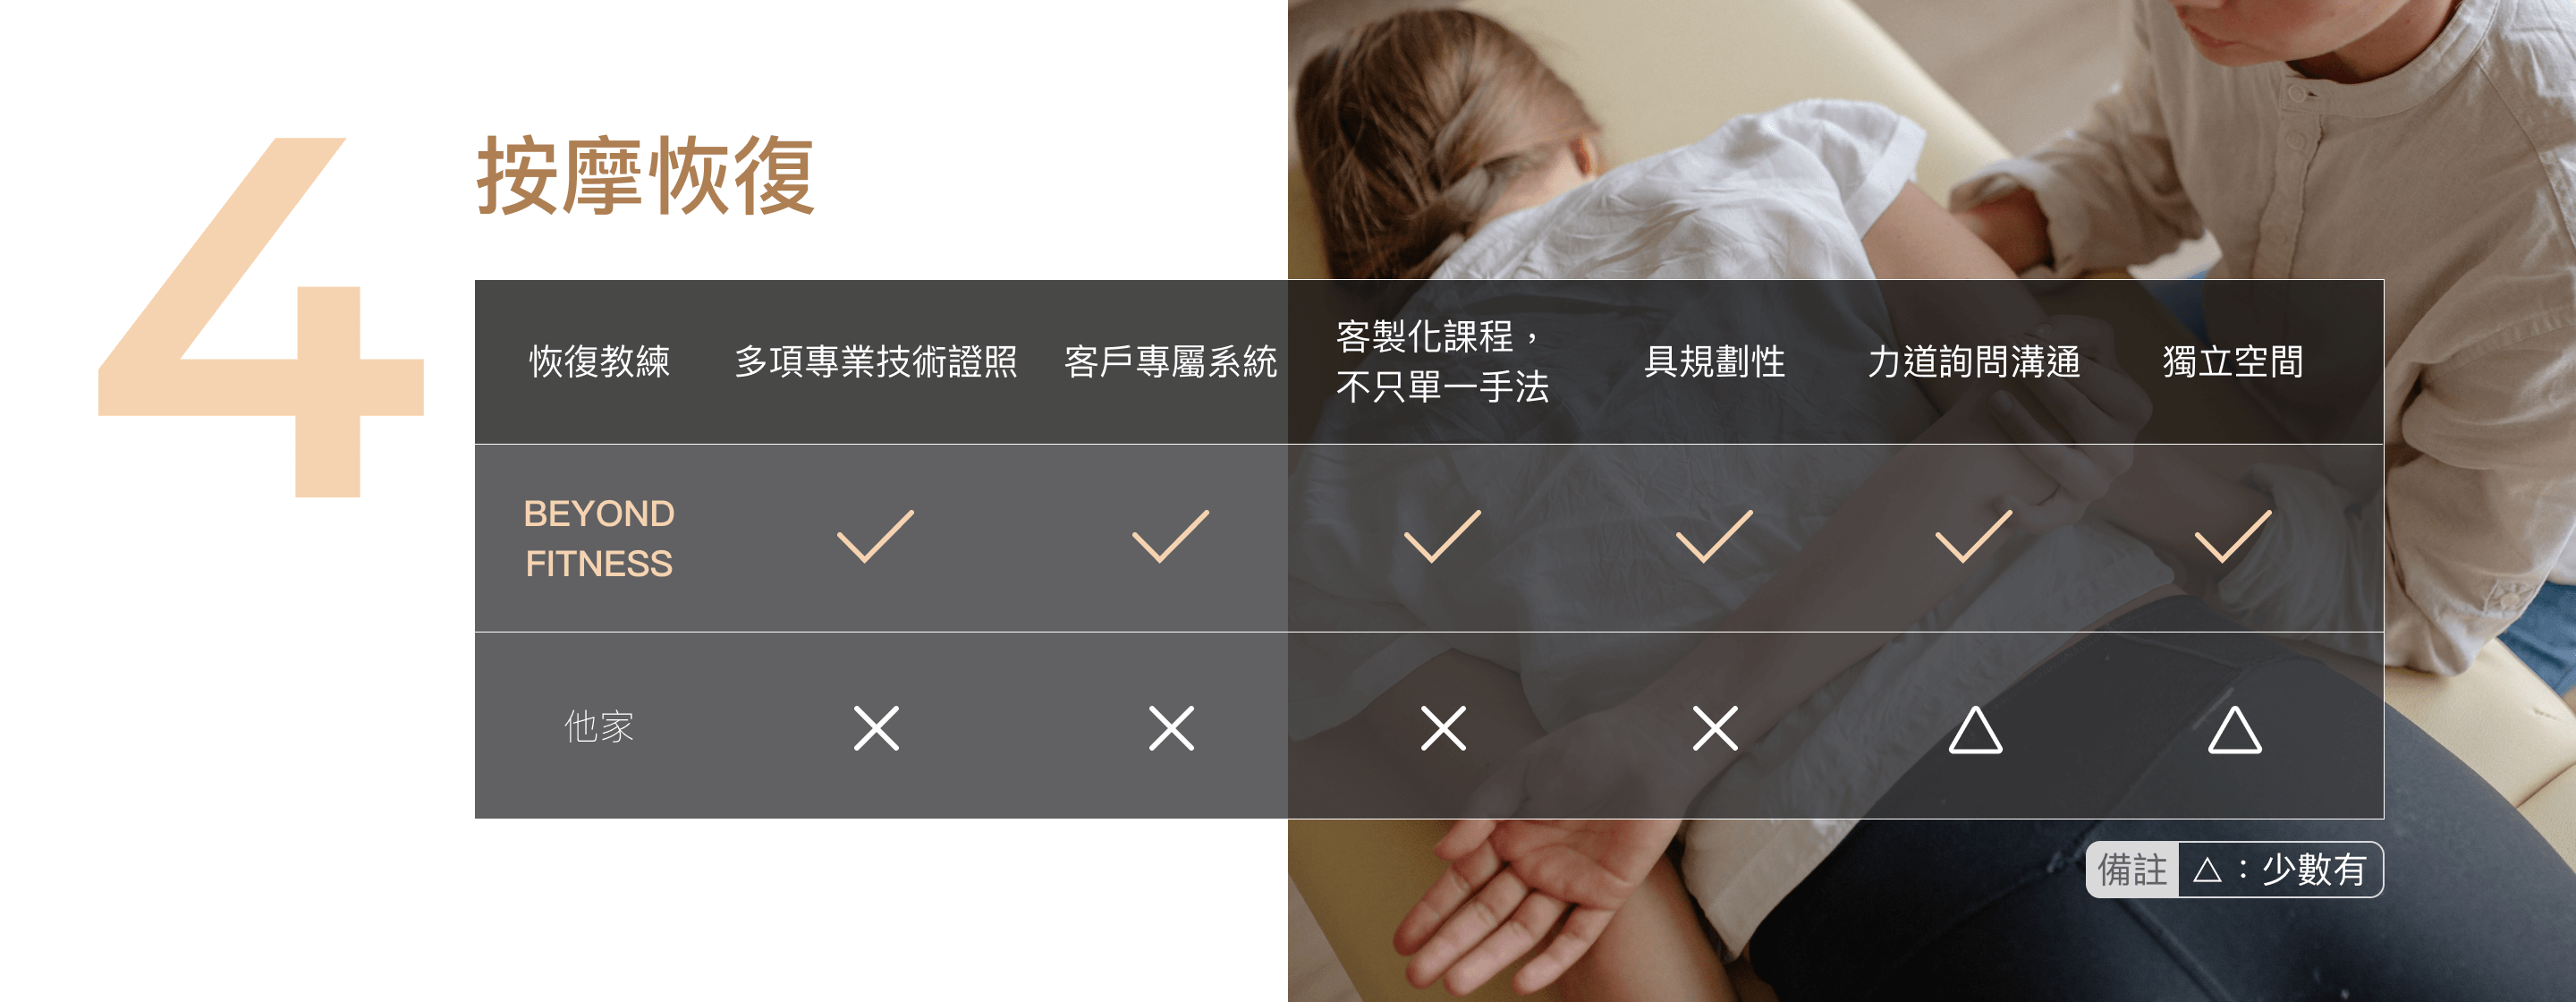 4
按摩恢復
恢復教練 多項專業技術證照 客戶專屬系統 客製化課程，
不只單一手法 具規劃性 力道詢問溝通 獨立空間
BEYOND
FITNESS
他家
備註 △：少數有